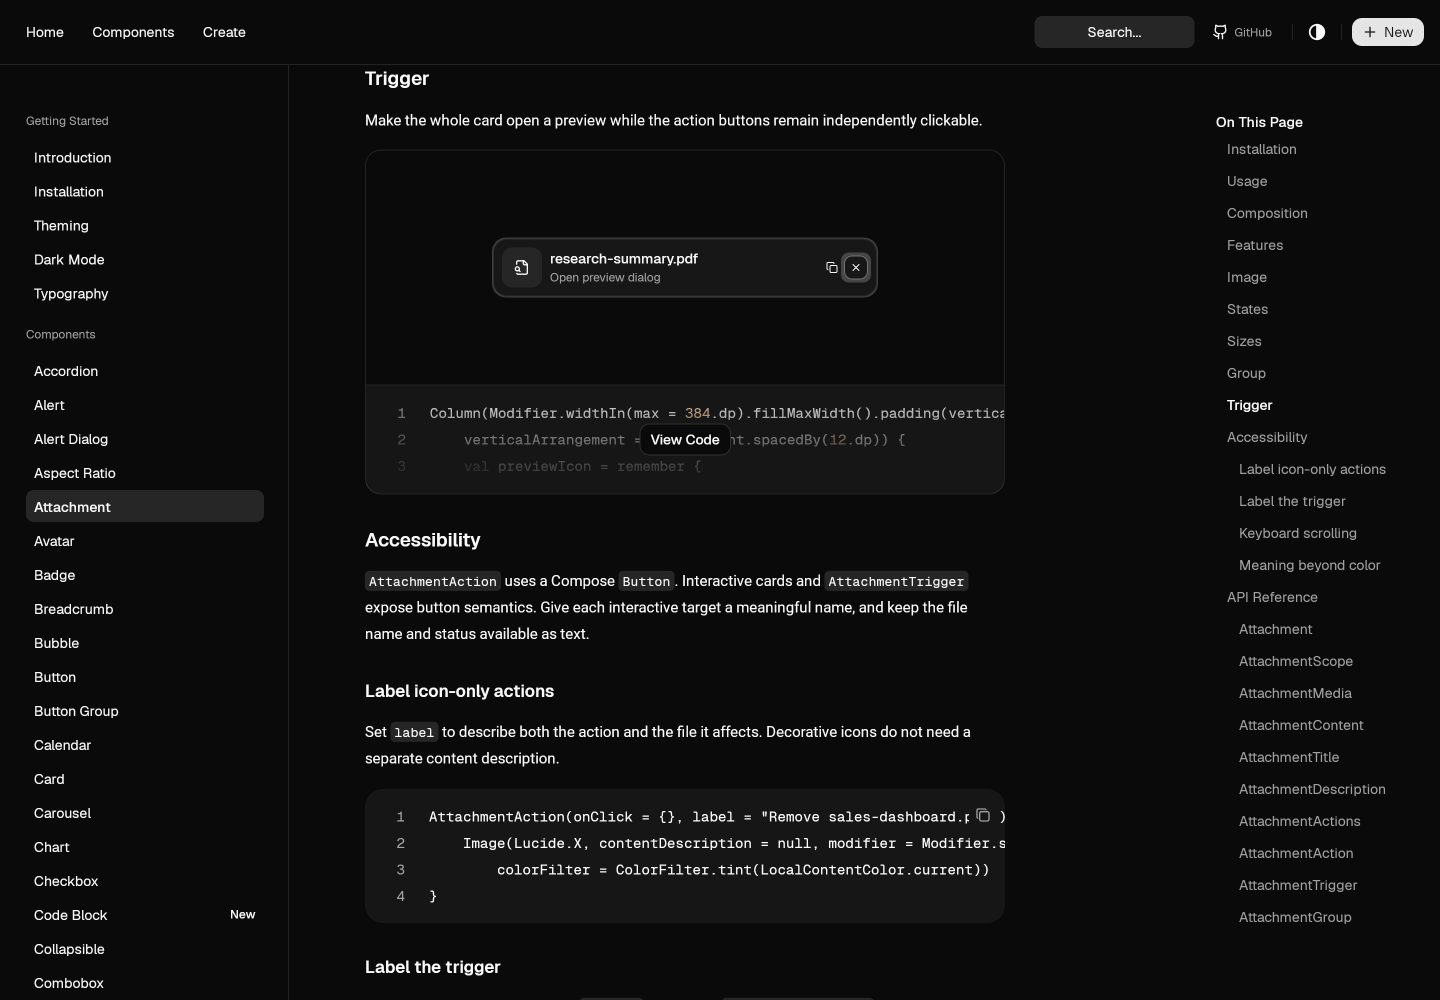 Home
Components
Create
Search...
GitHub
New
Getting Started
Introduction
Installation
Theming
Dark Mode
Typography
Components
Accordion
Alert
Alert Dialog
Aspect Ratio
Attachment
Avatar
Badge
Breadcrumb
Bubble
Button
Button Group
Calendar
Card
Carousel
Chart
Checkbox
Code Block New
Collapsible
Combobox
Trigger
Make the whole card open a preview while the action buttons remain independently clickable.
research-summary.pdf
Open preview dialog
1 Column(Modifier.widthIn(max = 384.dp).fillMaxWidth().padding(vertica
2 verticalArrangement = nt.spacedBy(12.dp)) {
View Code
3 val previewIcon = remember {
Accessibility
AttachmentAction uses a Compose Button. Interactive cards and AttachmentTrigger
expose button semantics. Give each interactive target a meaningful name, and keep the file
name and status available as text.
Label icon-only actions
Set label to describe both the action and the file it affects. Decorative icons do not need a
separate content description.
1 AttachmentAction(onClick = {}, label = "Remove sales-dashboard.p )
2 Image(Lucide.X, contentDescription = null, modifier = Modifier.s
3 colorFilter = ColorFilter.tint(LocalContentColor.current))
4 }
Label the trigger
On This Page
Installation
Usage
Composition
Features
Image
States
Sizes
Group
Trigger
Accessibility
Label icon-only actions
Label the trigger
Keyboard scrolling
Meaning beyond color
API Reference
Attachment
AttachmentScope
AttachmentMedia
AttachmentContent
AttachmentTitle
AttachmentDescription
AttachmentActions
AttachmentAction
AttachmentTrigger
AttachmentGroup